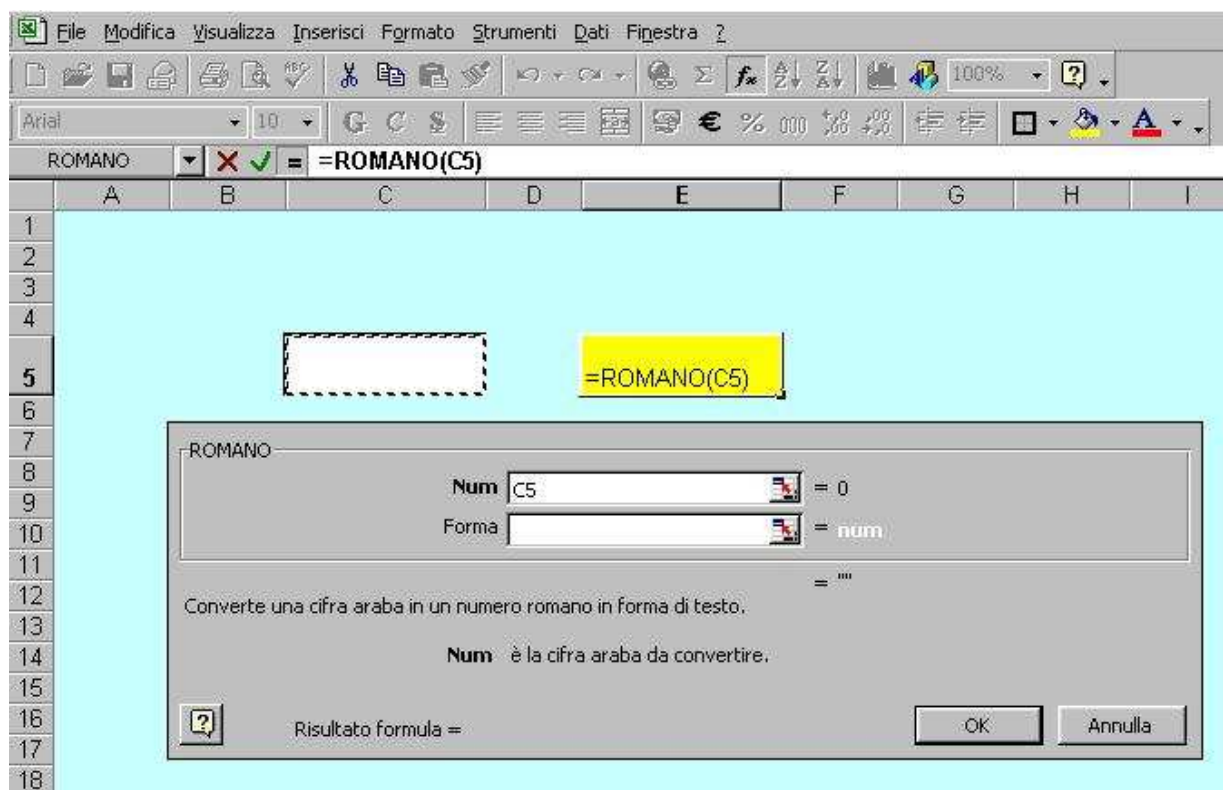 File Modifica Visualizza Inserisci Formato Strumenti Dati Finestra ?
ABC Σ fx A Z Z A 100% ?
Arial 10 G C S € % 000
ROMANO = =ROMANO(C5)
A B C D E F G H I
1
2
3
4
5 =ROMANO(C5)
6
7
ROMANO
8
Num C5 = 0
9
Forma = num
10
11
= ""
12
Converte una cifra araba in un numero romano in forma di testo.
13
14
Num è la cifra araba da convertire.
15
16
? Risultato formula = OK Annulla
17
18